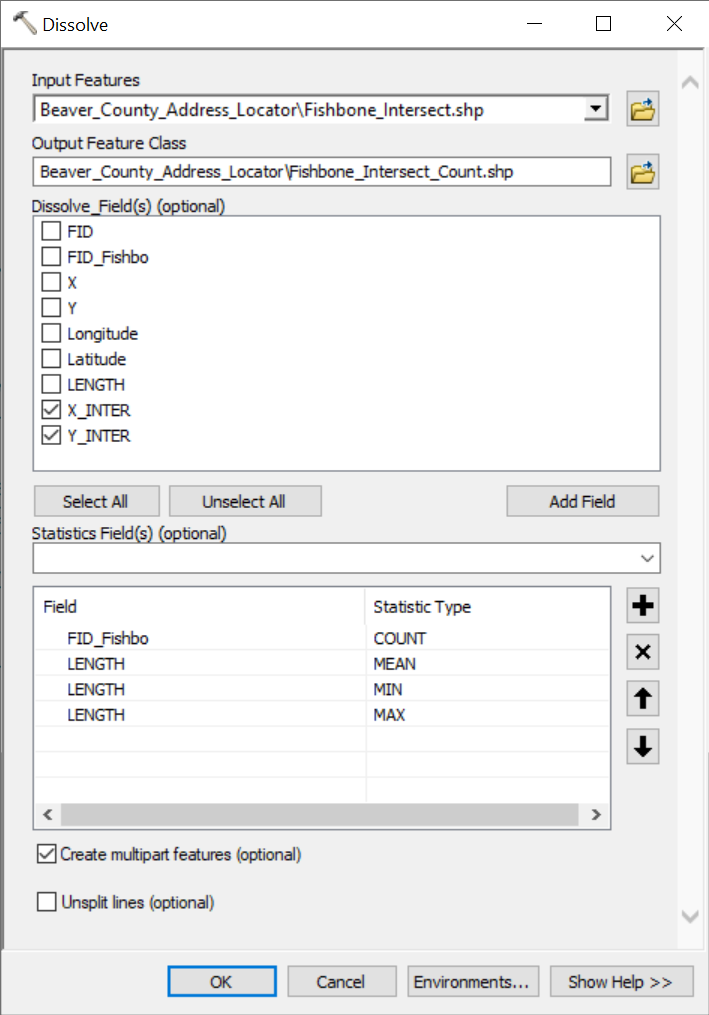 Dissolve
Input Features
Beaver_County_Address_Locator\Fishbone_Intersect.shp
Output Feature Class
Beaver_County_Address_Locator\Fishbone_Intersect_Count.shp
Dissolve_Field(s) (optional)
FID
FID_Fishbo
X
Y
Longitude
Latitude
LENGTH
X_INTER
Y_INTER
Select All Unselect All Add Field
Statistics Field(s) (optional)
Field Statistic Type
FID_Fishbo COUNT
LENGTH MEAN
LENGTH MIN
LENGTH MAX
Create multipart features (optional)
Unsplit lines (optional)
OK Cancel Environments... Show Help >>